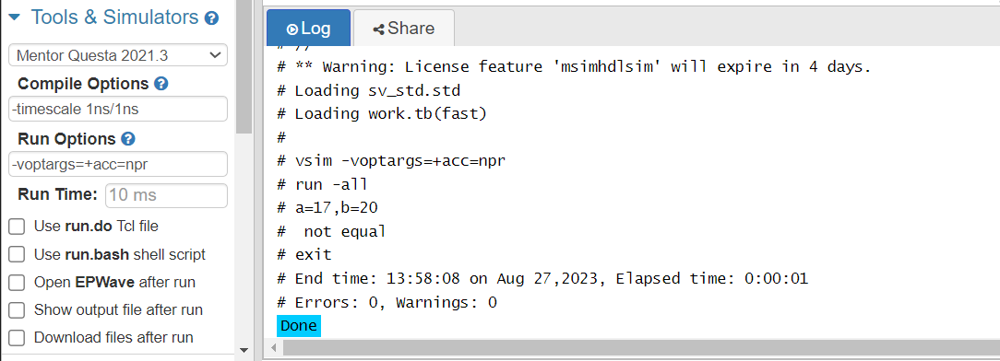 Tools & Simulators ?
Mentor Questa 2021.3
Compile Options ?
-timescale 1ns/1ns
Run Options ?
-voptargs=+acc=npr
Run Time: 10 ms
Use run.do Tcl file
Use run.bash shell script
Open EPWave after run
Show output file after run
Download files after run
Log Share
# //
# ** Warning: License feature 'msimhdlsim' will expire in 4 days.
# Loading sv_std.std
# Loading work.tb(fast)
#
# vsim -voptargs=+acc=npr
# run -all
# a=17,b=20
#  not equal
# exit
# End time: 13:58:08 on Aug 27,2023, Elapsed time: 0:00:01
# Errors: 0, Warnings: 0
Done